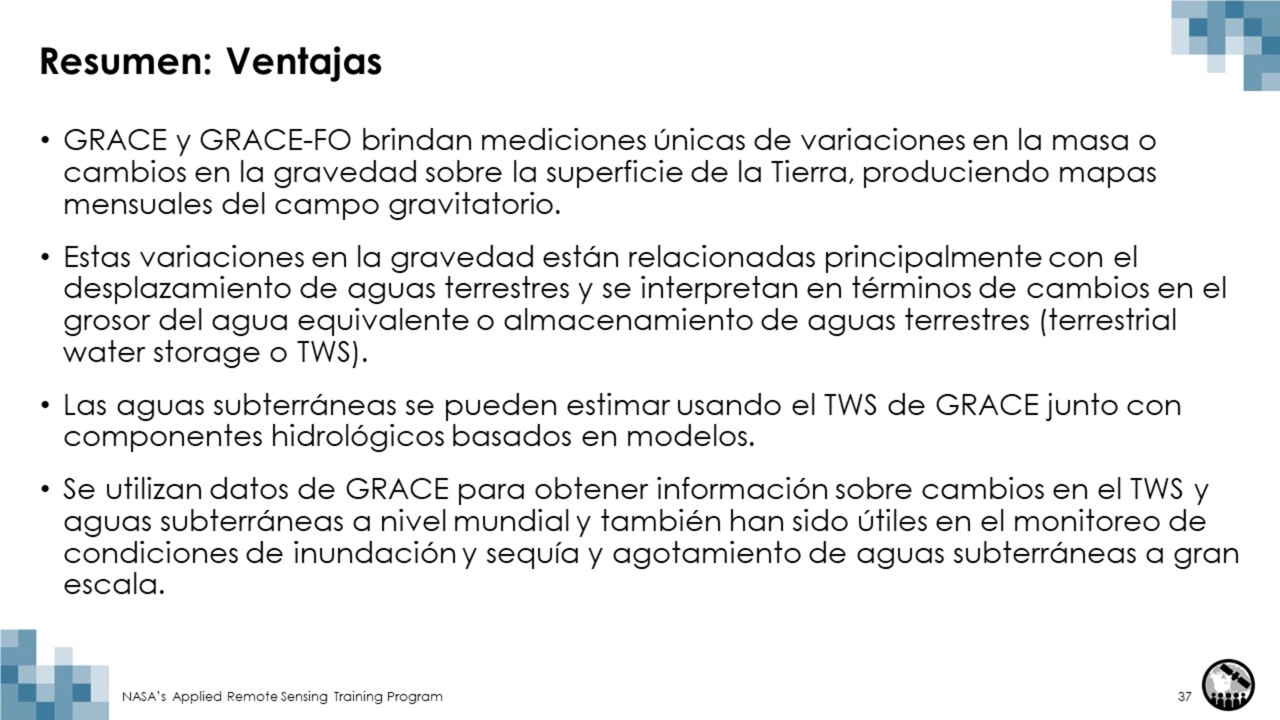 Resumen: Ventajas
• GRACE y GRACE-FO brindan mediciones únicas de variaciones en la masa o
cambios en la gravedad sobre la superficie de la Tierra, produciendo mapas
mensuales del campo gravitatorio.
• Estas variaciones en la gravedad están relacionadas principalmente con el
desplazamiento de aguas terrestres y se interpretan en términos de cambios en el
grosor del agua equivalente o almacenamiento de aguas terrestres (terrestrial
water storage o TWS).
• Las aguas subterráneas se pueden estimar usando el TWS de GRACE junto con
componentes hidrológicos basados en modelos.
• Se utilizan datos de GRACE para obtener información sobre cambios en el TWS y
aguas subterráneas a nivel mundial y también han sido útiles en el monitoreo de
condiciones de inundación y sequía y agotamiento de aguas subterráneas a gran
escala.
NASA's Applied Remote Sensing Training Program
37